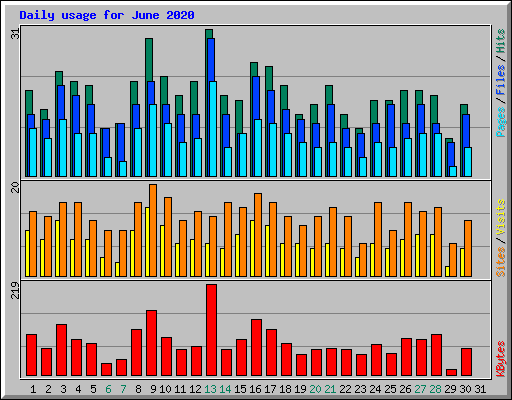 Daily usage for June 2020
31
Pages / Files / Hits
20
Sites / Visits
219
KBytes
1 2 3 4 5 6 7 8 9 10 11 12 13 14 15 16 17 18 19 20 21 22 23 24 25 26 27 28 29 30 31